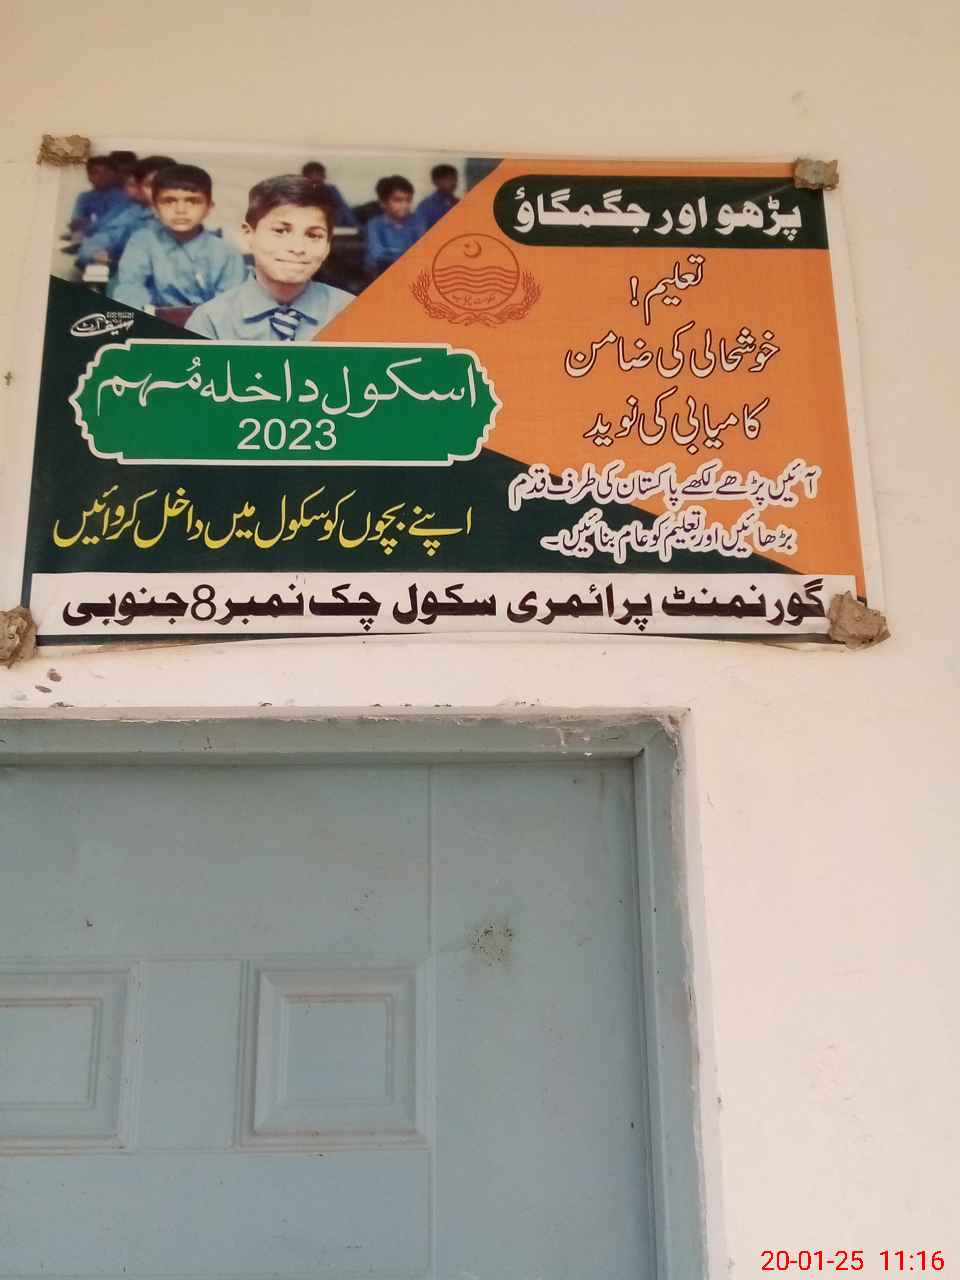 پڑھو اور جگمگاؤ
تعلیم!
خوشحالی کی ضامن
کامیابی کی نوید
آئیں پڑھے لکھے پاکستان کی طرف قدم
بڑھائیں اور تعلیم کو عام بنائیں۔
اسکول داخلہ مُہم
2023
اپنے بچوں کو سکول میں داخل کروائیں
گورنمنٹ پرائمری سکول چک نمبر 8 جنوبی
20-01-25 11:16